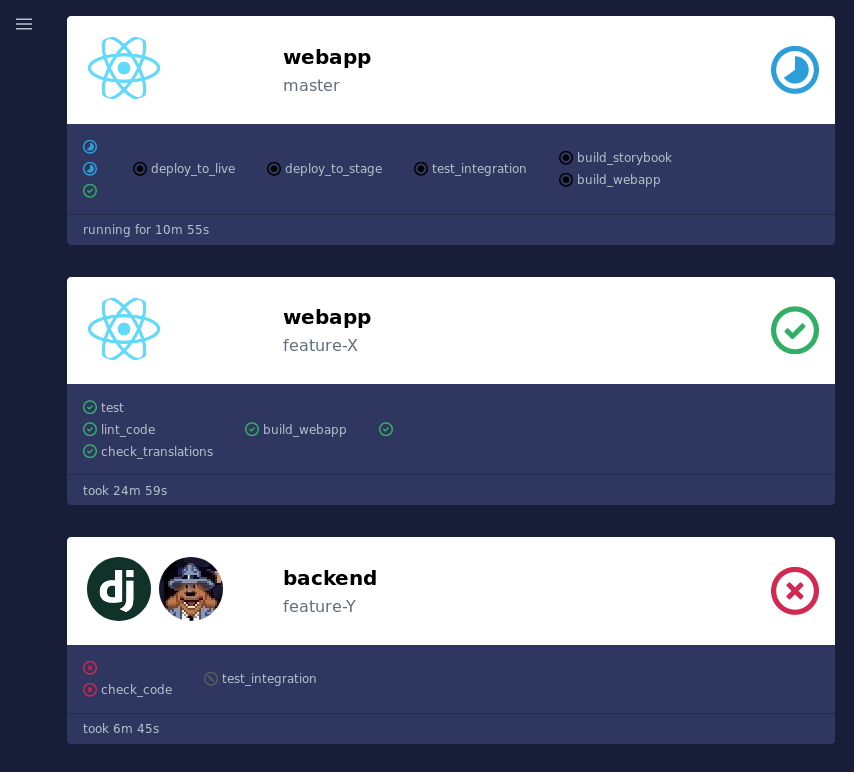 webapp
master
deploy_to_live
deploy_to_stage
test_integration
build_storybook
build_webapp
running for 10m 55s
webapp
feature-X
test
lint_code
check_translations
build_webapp
took 24m 59s
dj
backend
feature-Y
check_code
test_integration
took 6m 45s